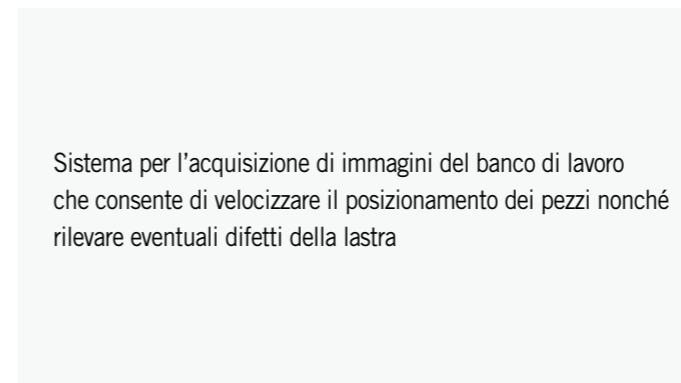 Sistema per l’acquisizione di immagini del banco di lavoro
che consente di velocizzare il posizionamento dei pezzi nonché
rilevare eventuali difetti della lastra